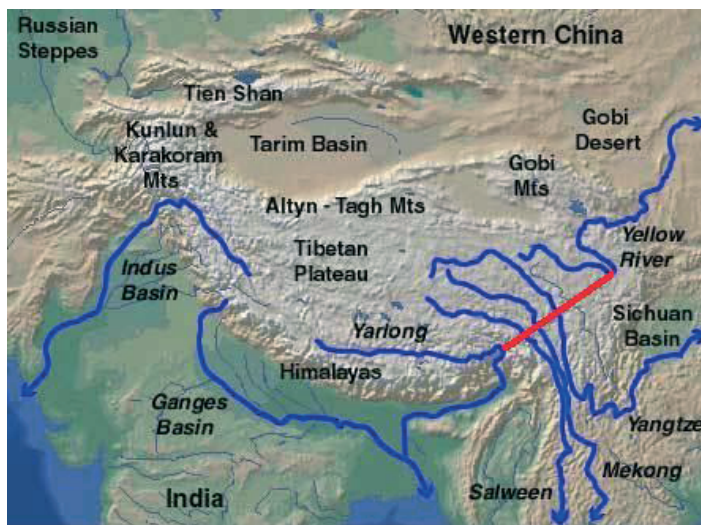 Russian
Steppes
Western China
Tien Shan
Kunlun &
Karakoram
Mts
Tarim Basin
Gobi
Desert
Gobi
Mts
Altyn - Tagh Mts
Tibetan
Plateau
Yellow
River
Indus
Basin
Sichuan
Basin
Yarlong
Himalayas
Ganges
Basin
Yangtze
Mekong
Salween
India